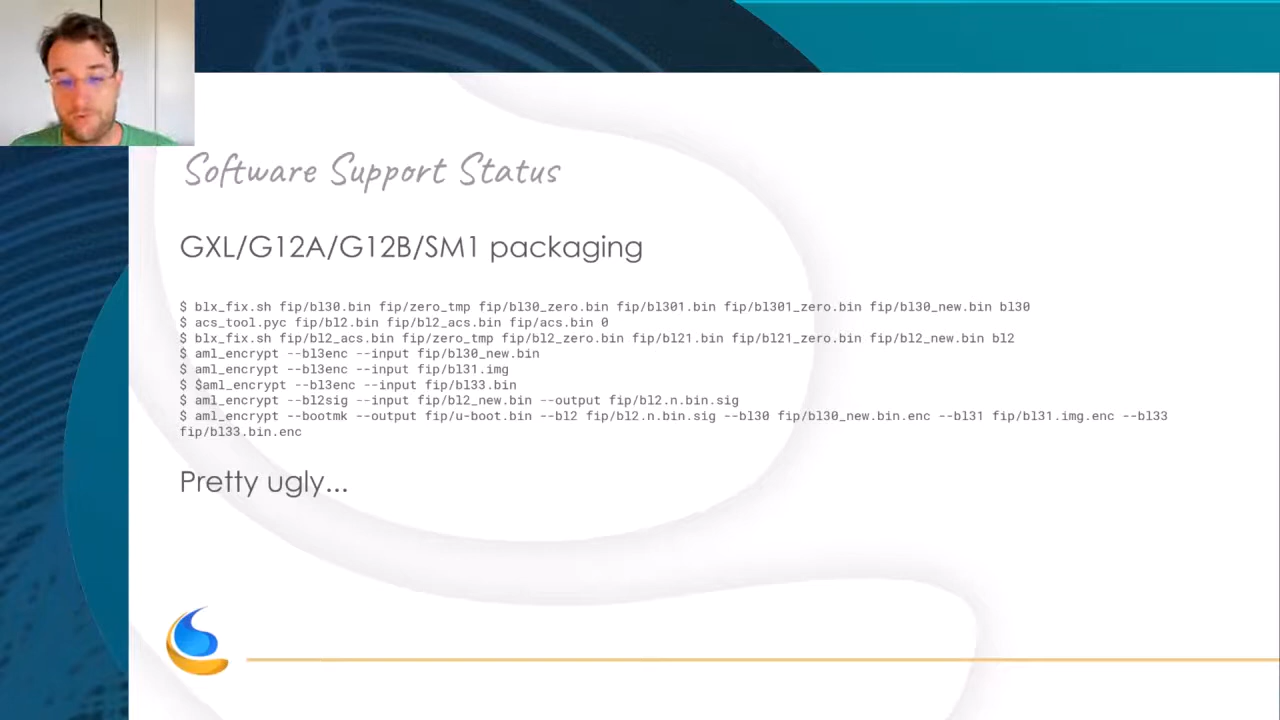 Software Support Status
GXL/G12A/G12B/SM1 packaging
$ blx_fix.sh fip/bl30.bin fip/zero_tmp fip/bl30_zero.bin fip/bl301.bin fip/bl301_zero.bin fip/bl30_new.bin bl30
$ acs_tool.pyc fip/bl2.bin fip/bl2_acs.bin fip/acs.bin 0
$ blx_fix.sh fip/bl2_acs.bin fip/zero_tmp fip/bl2_zero.bin fip/bl21.bin fip/bl21_zero.bin fip/bl2_new.bin bl2
$ aml_encrypt --bl3enc --input fip/bl30_new.bin
$ aml_encrypt --bl3enc --input fip/bl31.img
$ $aml_encrypt --bl3enc --input fip/bl33.bin
$ aml_encrypt --bl2sig --input fip/bl2_new.bin --output fip/bl2.n.bin.sig
$ aml_encrypt --bootmk --output fip/u-boot.bin --bl2 fip/bl2.n.bin.sig --bl30 fip/bl30_new.bin.enc --bl31 fip/bl31.img.enc --bl33
fip/bl33.bin.enc
Pretty ugly...